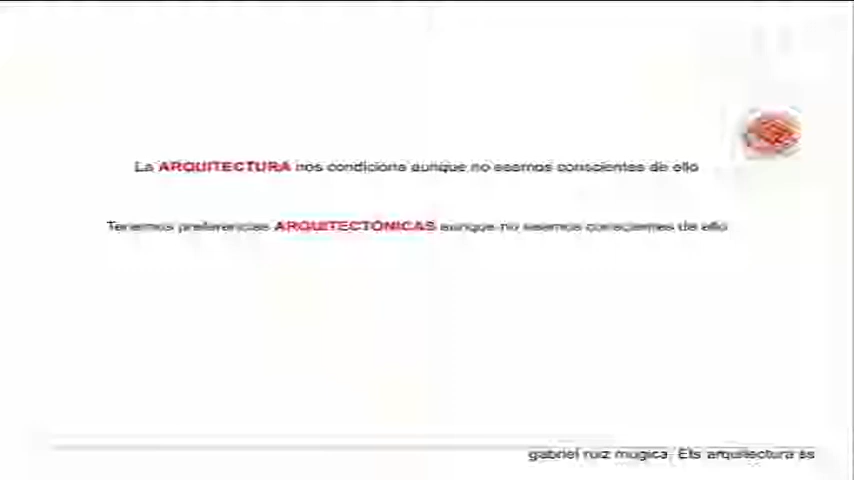 La ARQUITECTURA nos condiciona aunque no seamos conscientes de ello
Tenemos preferencias ARQUITECTÓNICAS aunque no seamos conscientes de ello
gabriel ruiz mugica. Ets arquitectura ss